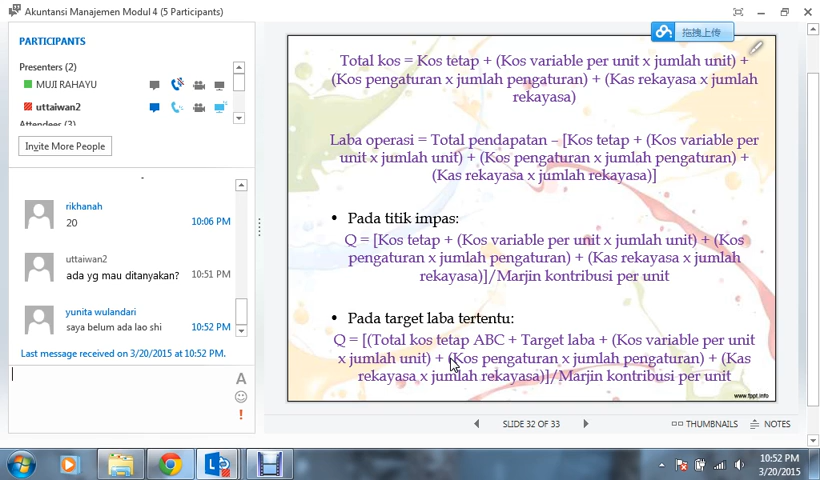 Akuntansi Manajemen Modul 4 (5 Participants)
PARTICIPANTS
Presenters (2)
MUJI RAHAYU
uttaiwan2
Attendees (3)
Invite More People
rikhanah
20
10:06 PM
uttaiwan2
ada yg mau ditanyakan?
10:51 PM
yunita wulandari
saya belum ada lao shi
10:52 PM
Last message received on 3/20/2015 at 10:52 PM.
A
拖拽上传
Total kos = Kos tetap + (Kos variable per unit x jumlah unit) +
(Kos pengaturan x jumlah pengaturan) + (Kas rekayasa x jumlah
rekayasa)
Laba operasi = Total pendapatan – [Kos tetap + (Kos variable per
unit x jumlah unit) + (Kos pengaturan x jumlah pengaturan) +
(Kas rekayasa x jumlah rekayasa)]
• Pada titik impas:
Q = [Kos tetap + (Kos variable per unit x jumlah unit) + (Kos
pengaturan x jumlah pengaturan) + (Kas rekayasa x jumlah
rekayasa)]/Marjin kontribusi per unit
• Pada target laba tertentu:
Q = [(Total kos tetap ABC + Target laba + (Kos variable per unit
x jumlah unit) + (Kos pengaturan x jumlah pengaturan) + (Kas
rekayasa x jumlah rekayasa)]/Marjin kontribusi per unit
www.fppt.info
SLIDE 32 OF 33
THUMBNAILS
NOTES
10:52 PM
3/20/2015